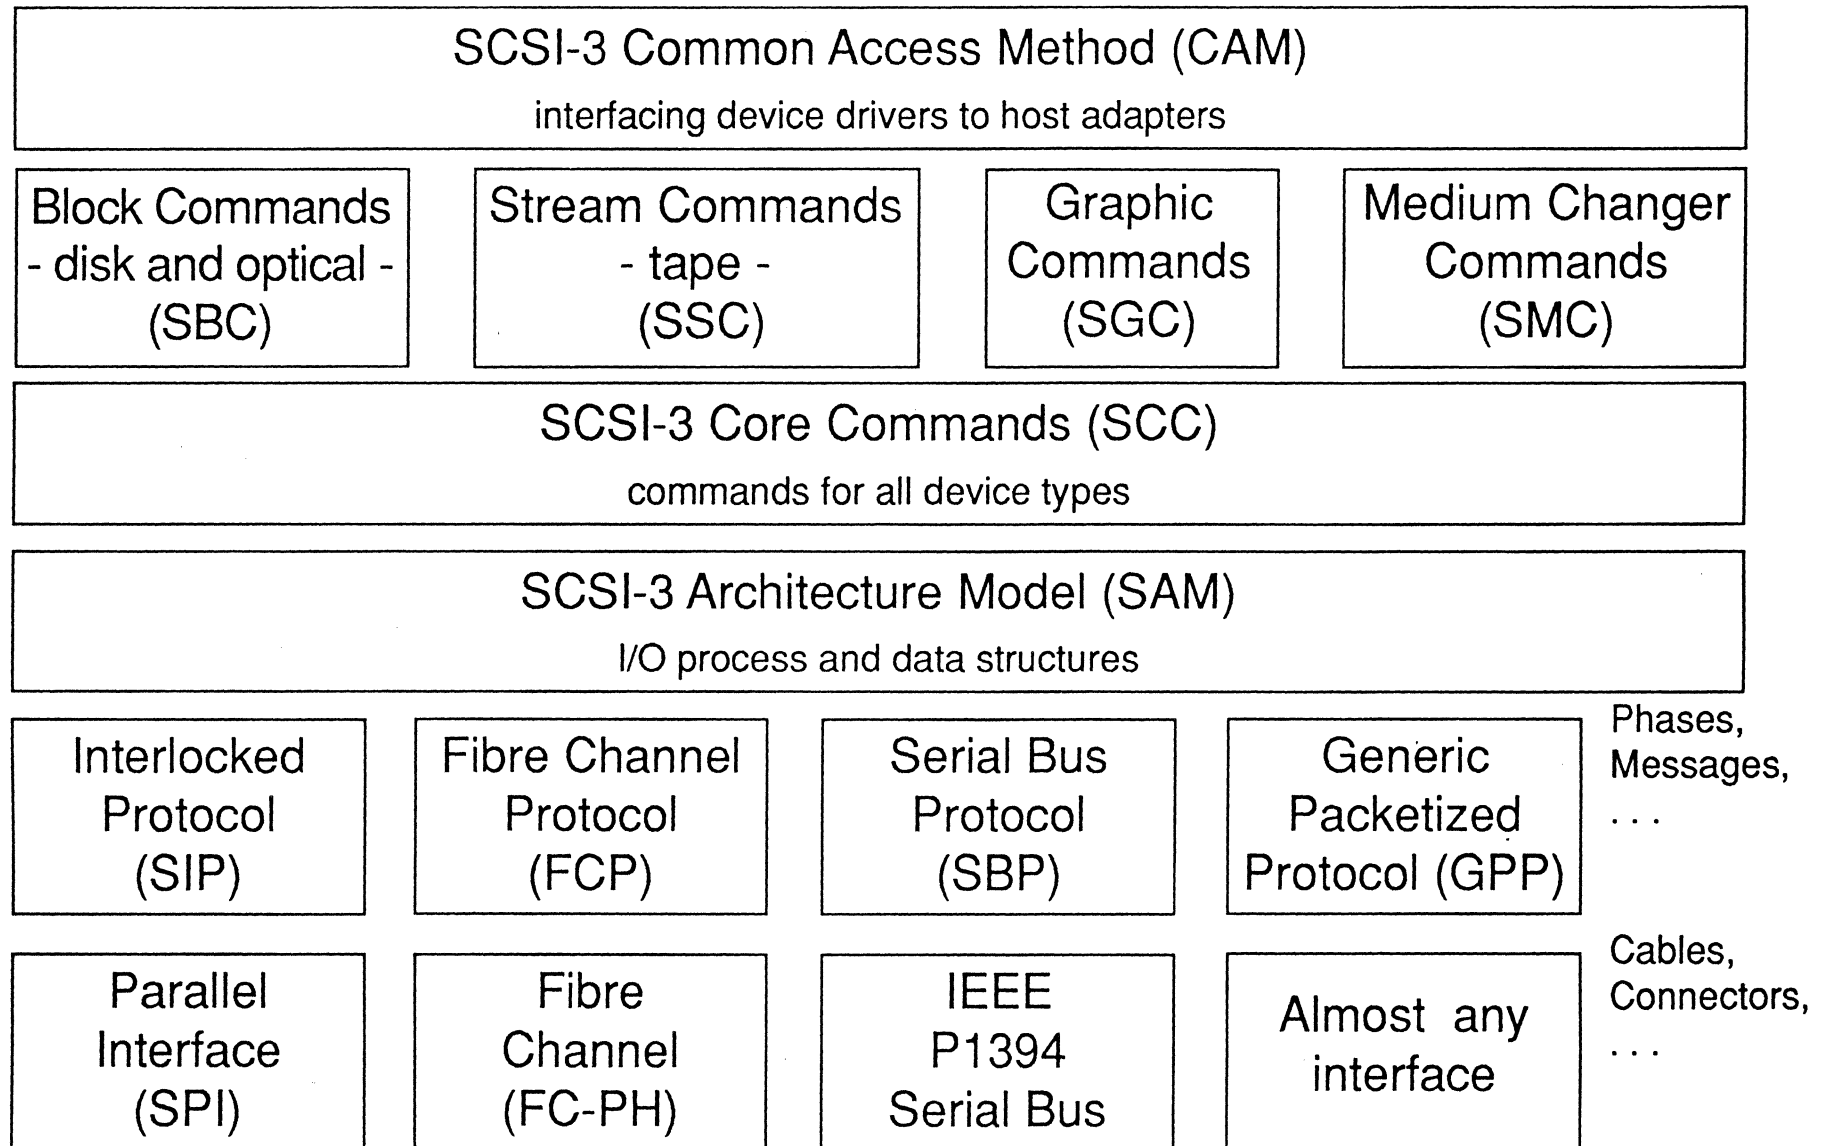 SCSI-3 Common Access Method (CAM)
interfacing device drivers to host adapters
Block Commands
- disk and optical -
(SBC)
Stream Commands
- tape -
(SSC)
Graphic
Commands
(SGC)
Medium Changer
Commands
(SMC)
SCSI-3 Core Commands (SCC)
commands for all device types
SCSI-3 Architecture Model (SAM)
I/O process and data structures
Interlocked
Protocol
(SIP)
Fibre Channel
Protocol
(FCP)
Serial Bus
Protocol
(SBP)
Generic
Packetized
Protocol (GPP)
Phases,
Messages,
. . .
Parallel
Interface
(SPI)
Fibre
Channel
(FC-PH)
IEEE
P1394
Serial Bus
Almost any
interface
Cables,
Connectors,
. . .